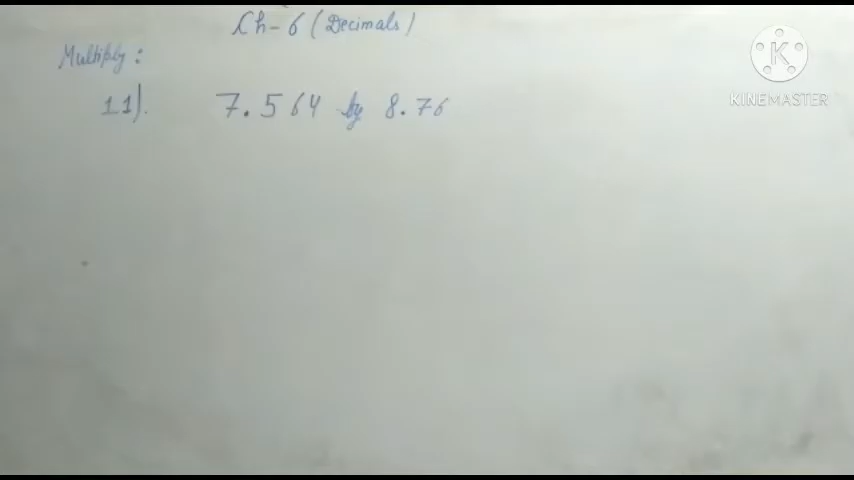 Ch-6 (Decimals)
Multiply:
11). 7.564 by 8.76
K
KINEMASTER